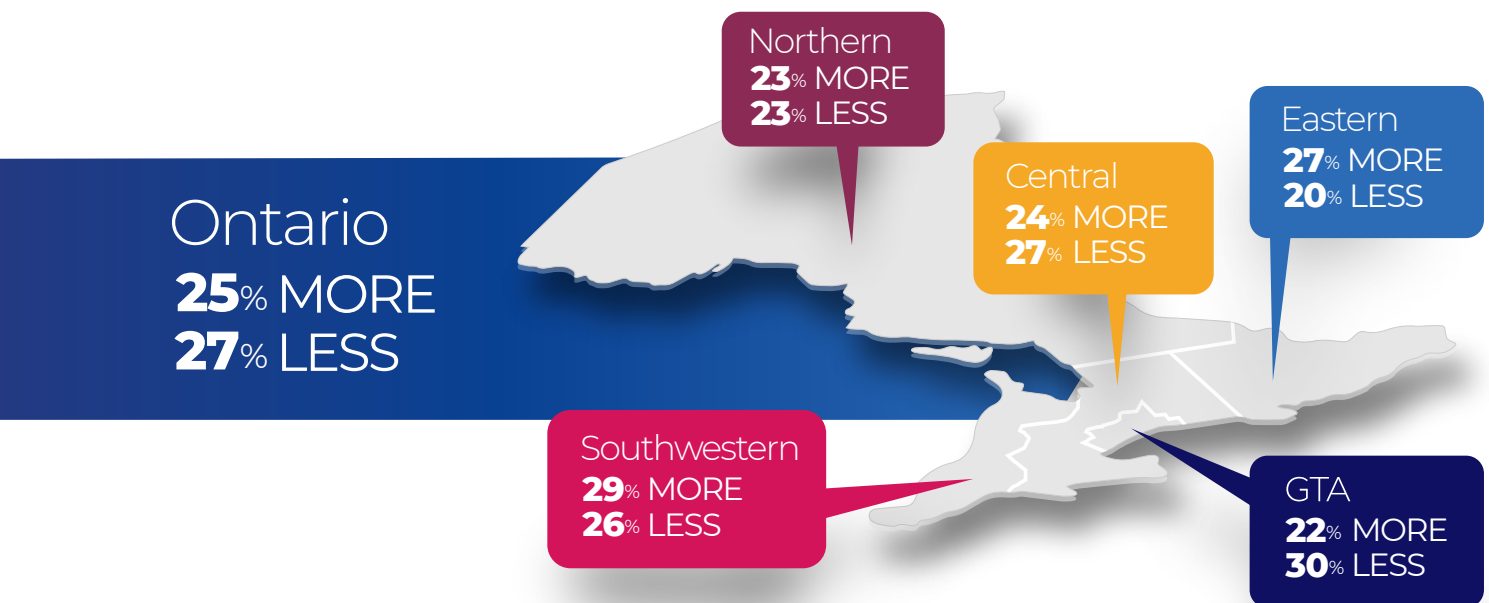 Northern
23% MORE
23% LESS
Eastern
27% MORE
20% LESS
Central
24% MORE
27% LESS
Ontario
25% MORE
27% LESS
Southwestern
29% MORE
26% LESS
GTA
22% MORE
30% LESS